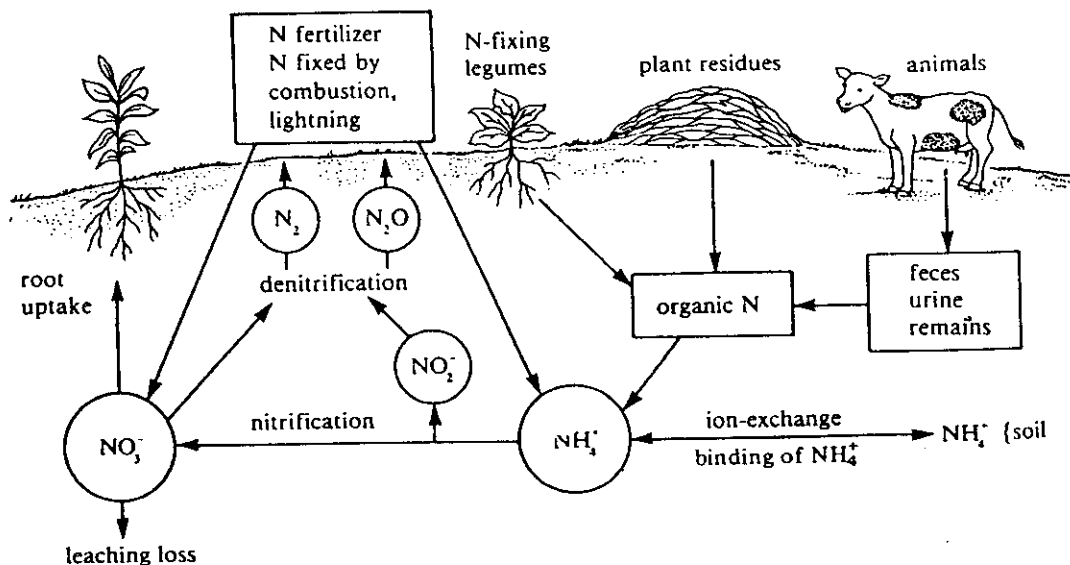 N fertilizer
N fixed by
combustion,
lightning
N-fixing
legumes
plant residues
animals
N₂
N₂O
root
uptake
denitrification
organic N
feces
urine
remains
NO₂⁻
nitrification
NO₃⁻
NH₄⁺
ion-exchange
binding of NH₄⁺
NH₄⁺ {soil
leaching loss